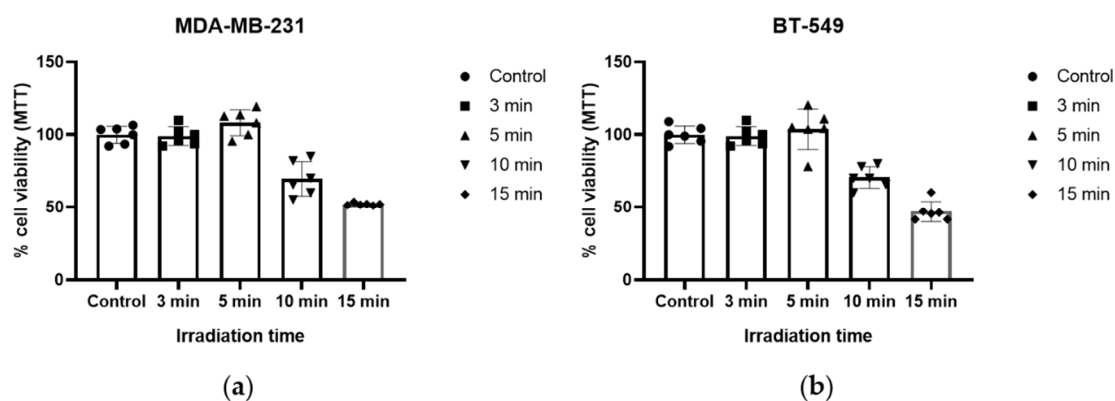 MDA-MB-231
% cell viability (MTT)
150
100
50
0
Control 3 min 5 min 10 min 15 min
Irradiation time
Control
3 min
5 min
10 min
15 min
(a)
BT-549
% cell viability (MTT)
150
100
50
0
Control 3 min 5 min 10 min 15 min
Irradiation time
Control
3 min
5 min
10 min
15 min
(b)